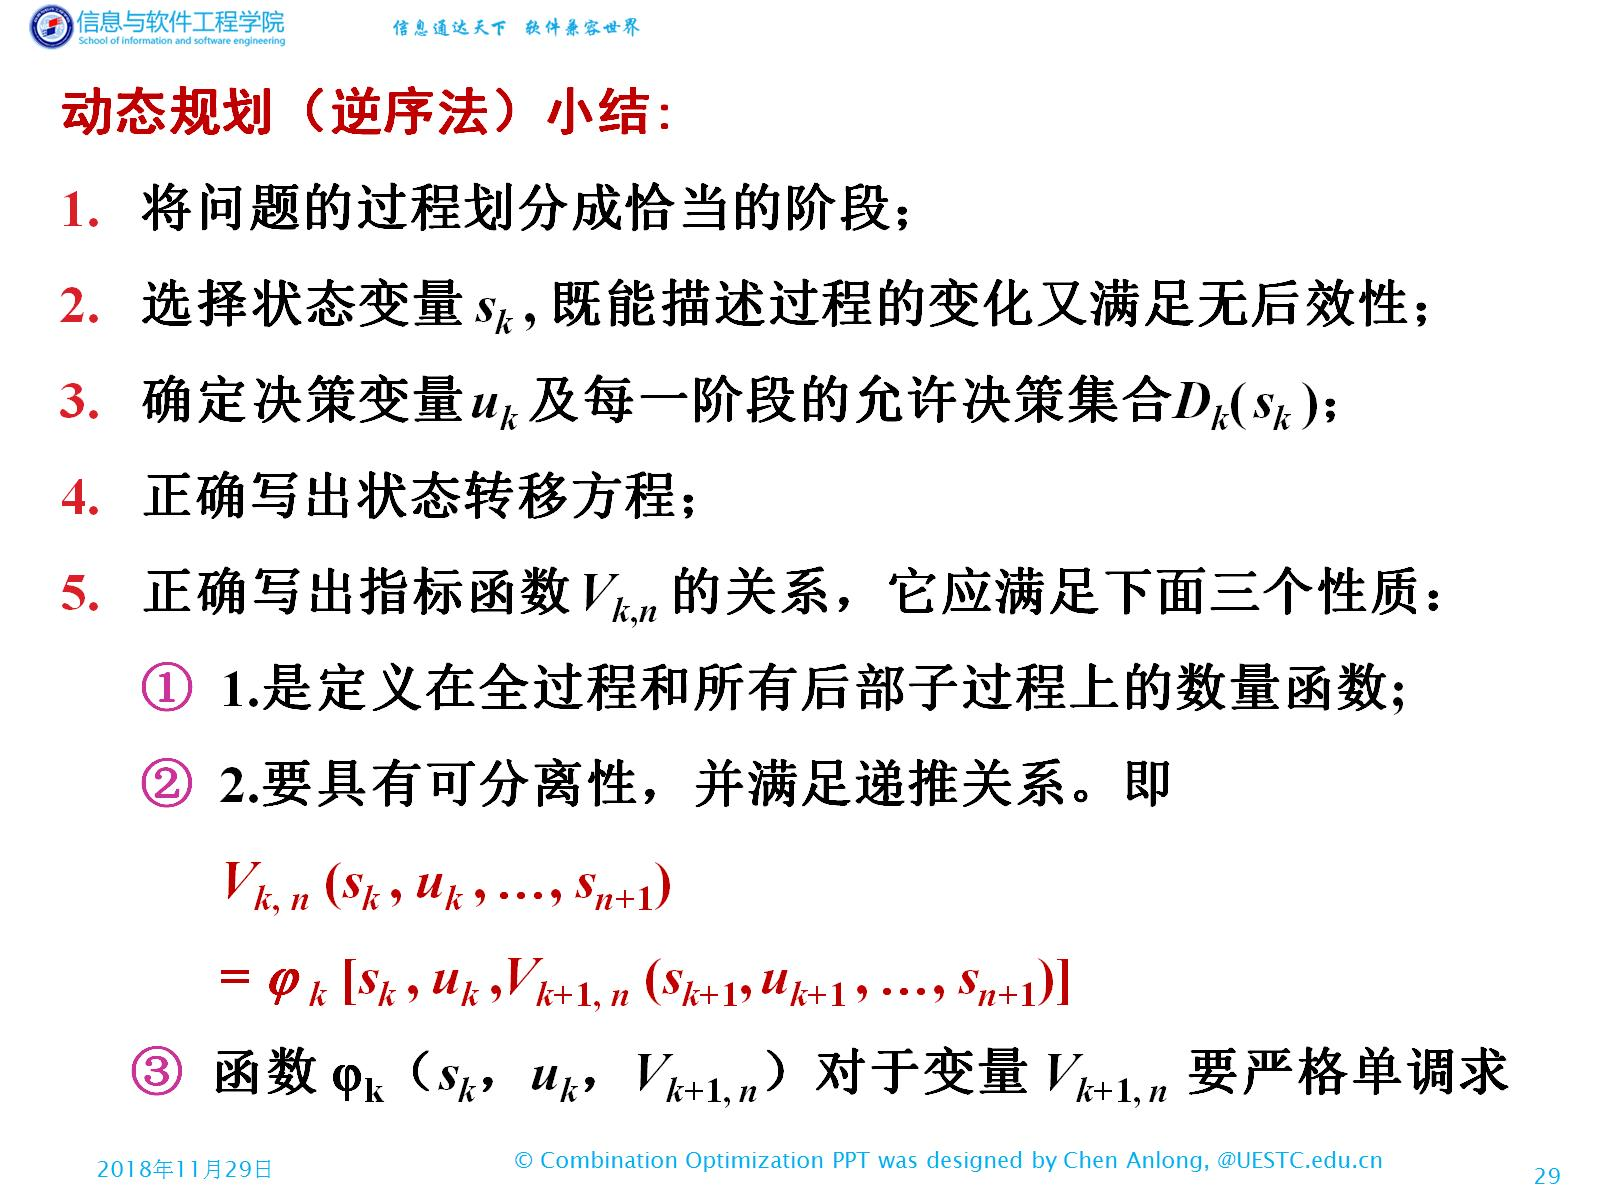 信息与软件工程学院
School of information and software engineering
信息通达天下 软件兼容世界
动态规划（逆序法）小结:
1. 将问题的过程划分成恰当的阶段；
2. 选择状态变量 sk , 既能描述过程的变化又满足无后效性；
3. 确定决策变量 uk 及每一阶段的允许决策集合Dk( sk )；
4. 正确写出状态转移方程；
5. 正确写出指标函数 Vk,n 的关系，它应满足下面三个性质：
① 1.是定义在全过程和所有后部子过程上的数量函数;
② 2.要具有可分离性，并满足递推关系。即
Vk, n (sk , uk , …, sn+1)
= φ k [sk , uk ,Vk+1, n (sk+1, uk+1 , …, sn+1)]
③ 函数 φk（sk，uk，Vk+1, n）对于变量 Vk+1, n 要严格单调求
2018年11月29日
© Combination Optimization PPT was designed by Chen Anlong, @UESTC.edu.cn
29